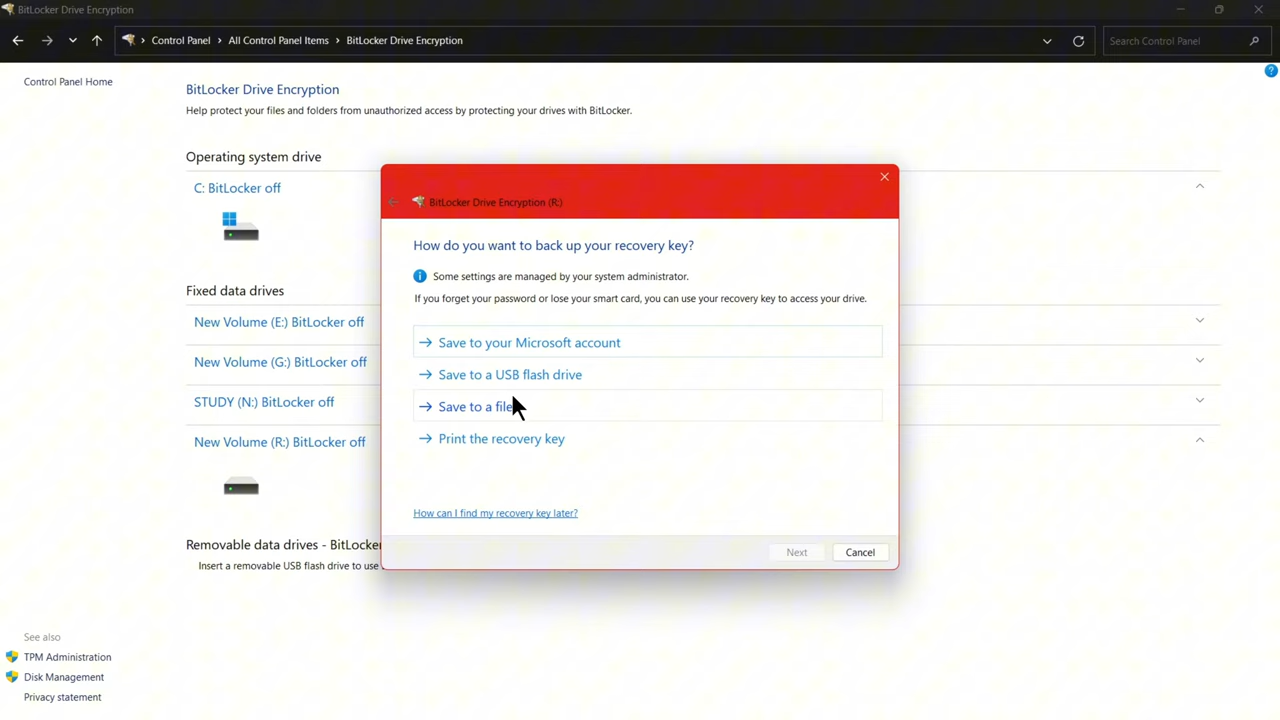 BitLocker Drive Encryption
Control Panel > All Control Panel Items > BitLocker Drive Encryption
Search Control Panel
Control Panel Home
BitLocker Drive Encryption
Help protect your files and folders from unauthorized access by protecting your drives with BitLocker.
Operating system drive
C: BitLocker off
Fixed data drives
New Volume (E:) BitLocker off
New Volume (G:) BitLocker off
STUDY (N:) BitLocker off
New Volume (R:) BitLocker off
Removable data drives - BitLocker
Insert a removable USB flash drive to use
BitLocker Drive Encryption (R:)
How do you want to back up your recovery key?
Some settings are managed by your system administrator.
If you forget your password or lose your smart card, you can use your recovery key to access your drive.
Save to your Microsoft account
Save to a USB flash drive
Save to a file
Print the recovery key
How can I find my recovery key later?
Next
Cancel
See also
TPM Administration
Disk Management
Privacy statement